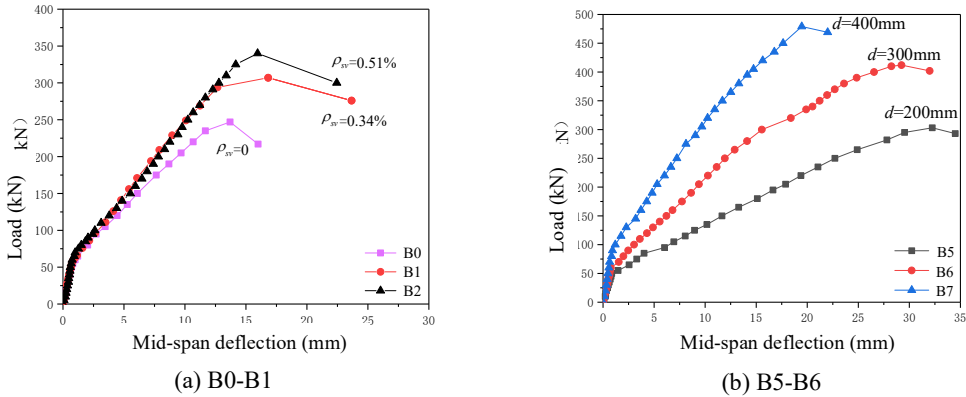 400
350
300
250
200
150
100
50
0
kN）
Load (kN)
ρsv=0.51%
ρsv=0.34%
ρsv=0
B0
B1
B2
0 5 10 15 20 25 30
Mid-span deflection (mm)
(a) B0-B1
500
450
400
350
300
250
200
150
100
50
0
:N）
Load (kN)
d=400mm
d=300mm
d=200mm
B5
B6
B7
0 5 10 15 20 25 30 35
Mid-span deflection (mm)
(b) B5-B6